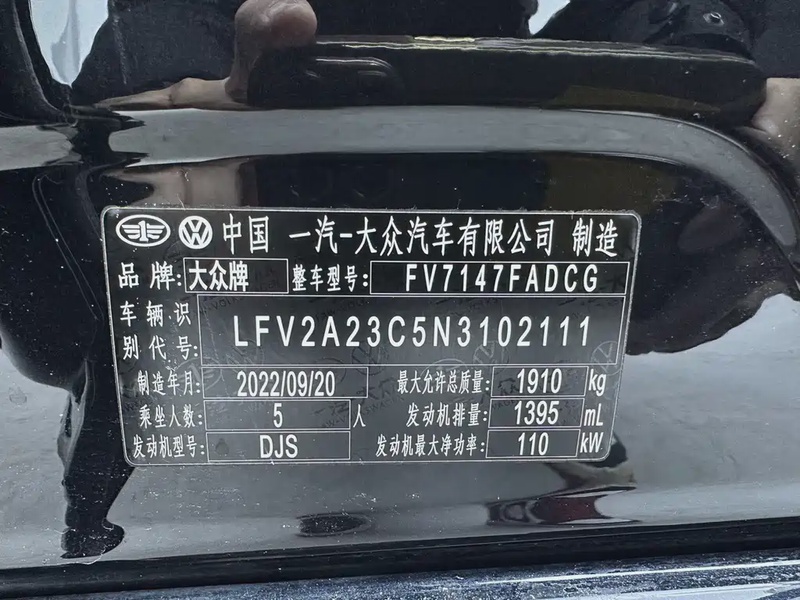 中国 一汽-大众汽车有限公司 制造
品牌: 大众牌 整车型号: FV7147FADCG
车辆识别代号: LFV2A23C5N3102111
制造年月: 2022/09/20 最大允许总质量: 1910 kg
乘坐人数: 5 人 发动机排量: 1395 mL
发动机型号: DJS 发动机最大净功率: 110 kW